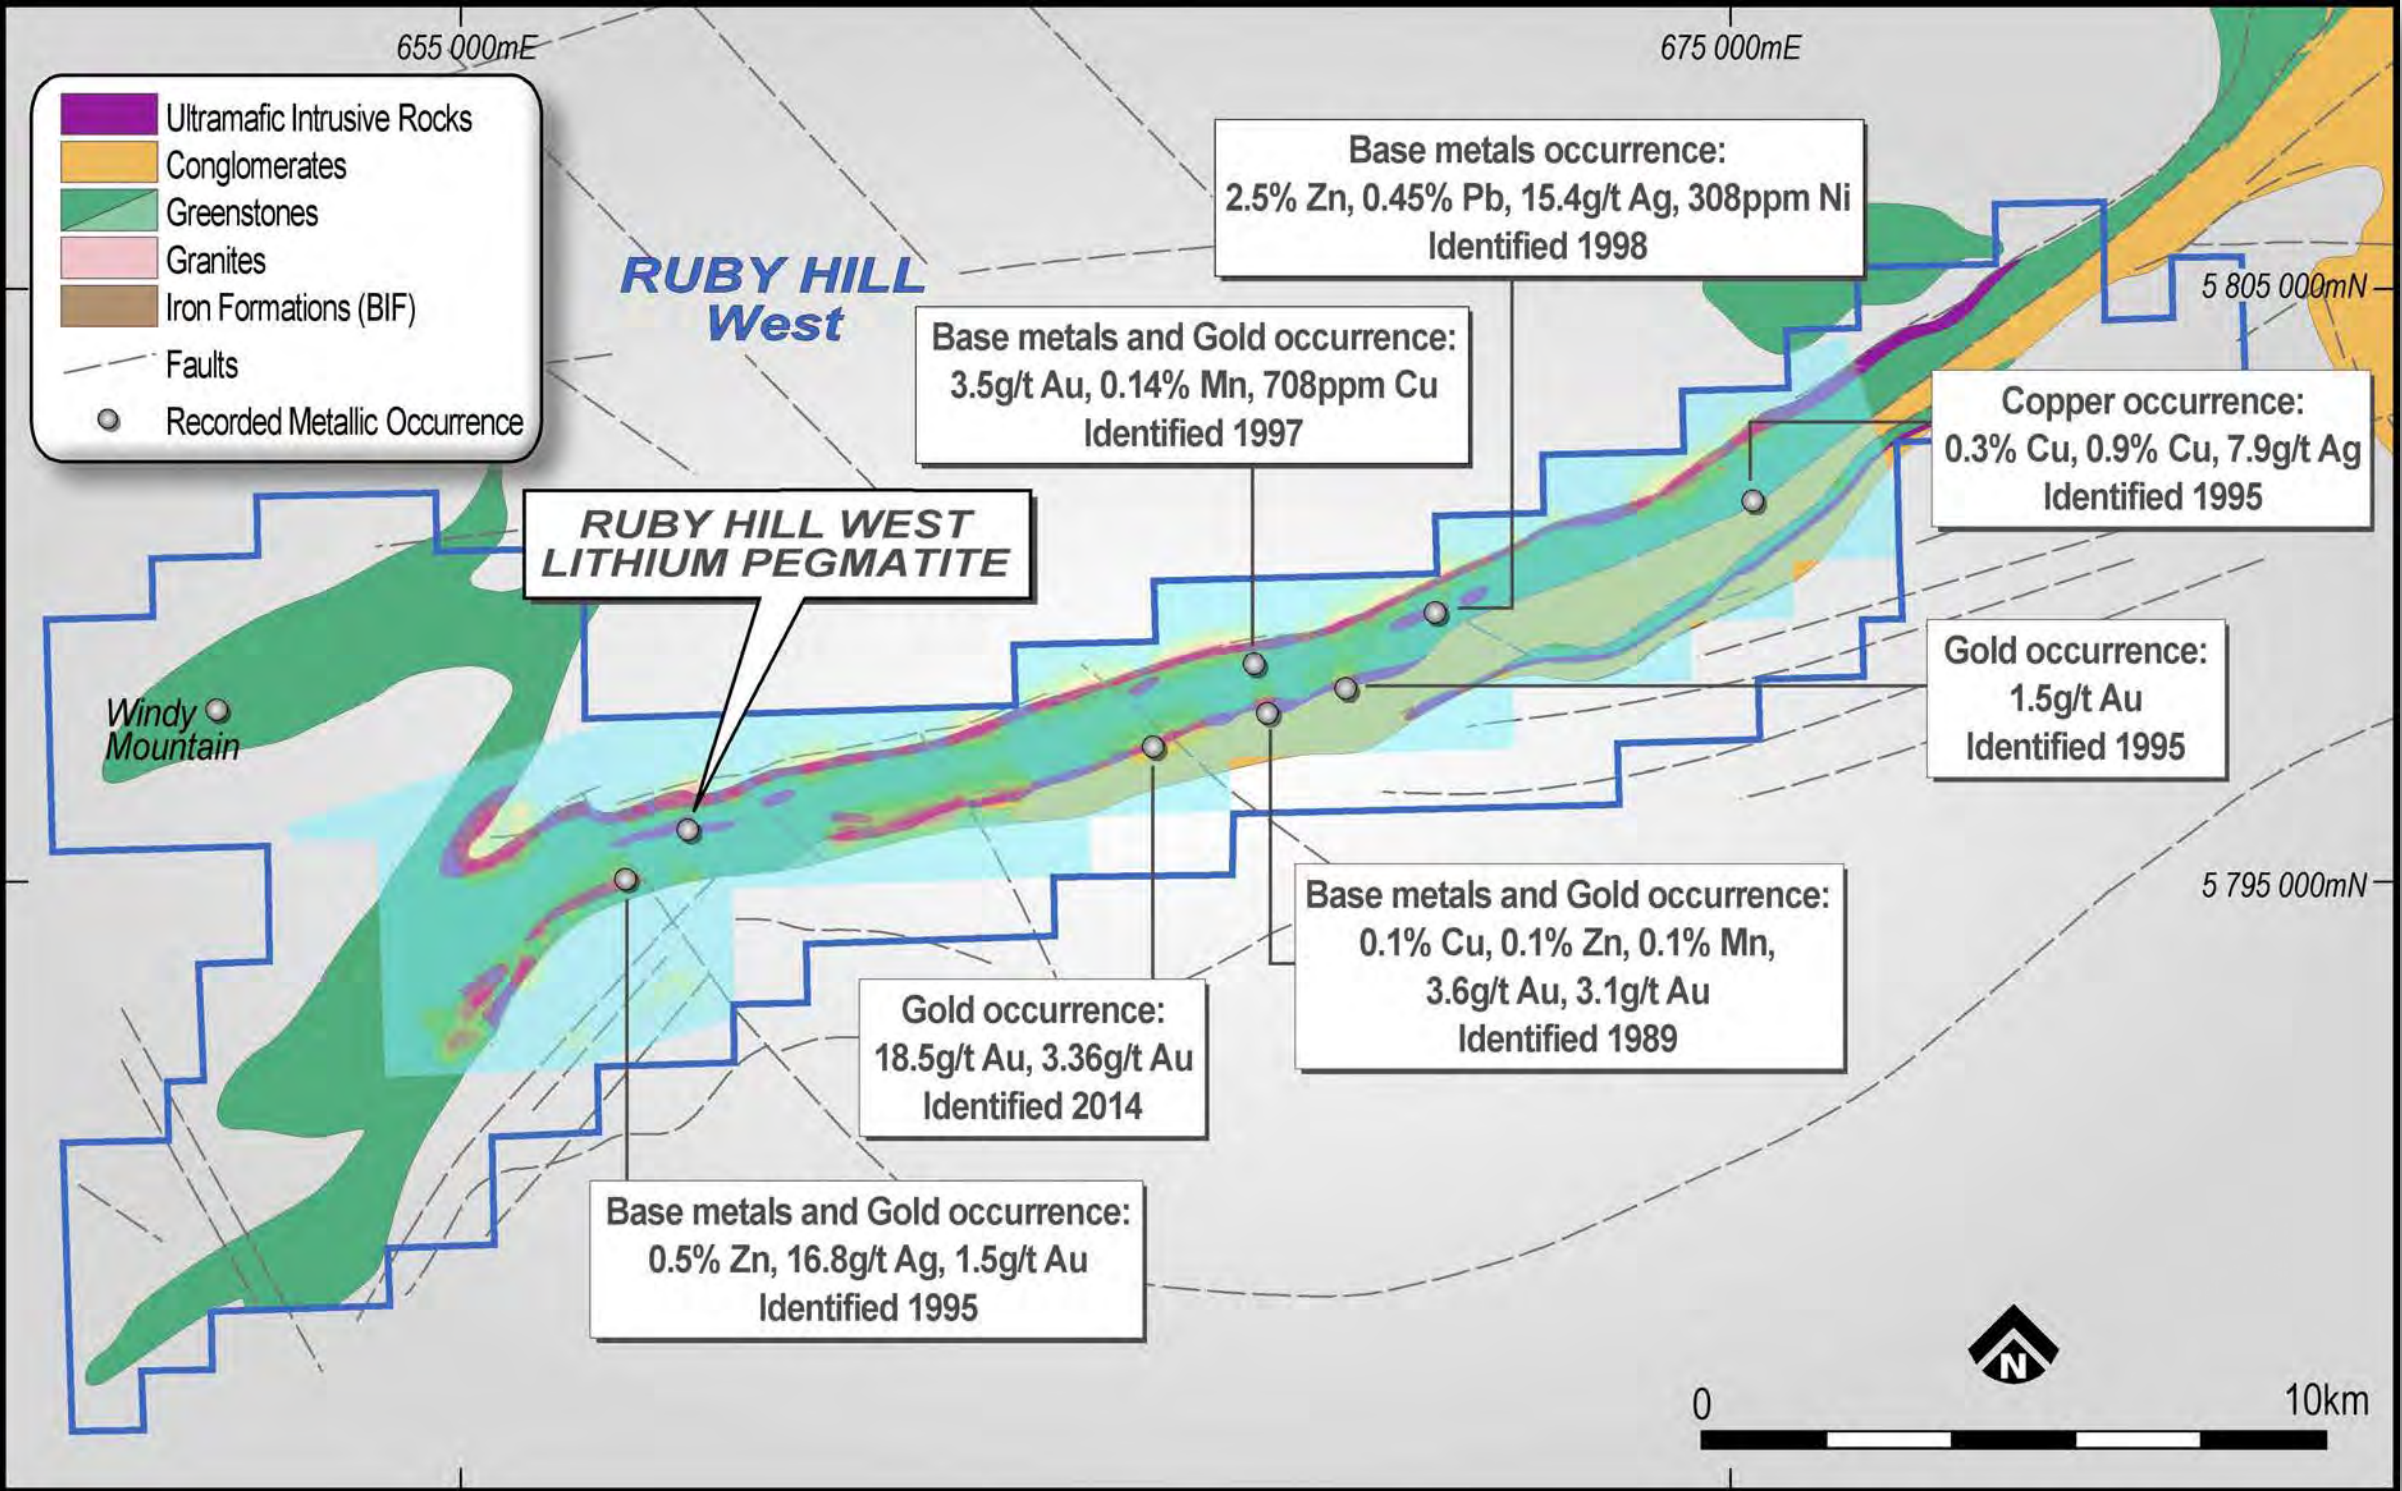 655 000mE
675 000mE
Ultramafic Intrusive Rocks
Conglomerates
Greenstones
Granites
Iron Formations (BIF)
Faults
Recorded Metallic Occurrence
RUBY HILL
West
Base metals occurrence:
2.5% Zn, 0.45% Pb, 15.4g/t Ag, 308ppm Ni
Identified 1998
5 805 000mN
Base metals and Gold occurrence:
3.5g/t Au, 0.14% Mn, 708ppm Cu
Identified 1997
Copper occurrence:
0.3% Cu, 0.9% Cu, 7.9g/t Ag
Identified 1995
RUBY HILL WEST
LITHIUM PEGMATITE
Gold occurrence:
1.5g/t Au
Identified 1995
Windy
Mountain
5 795 000mN
Base metals and Gold occurrence:
0.1% Cu, 0.1% Zn, 0.1% Mn,
3.6g/t Au, 3.1g/t Au
Identified 1989
Gold occurrence:
18.5g/t Au, 3.36g/t Au
Identified 2014
Base metals and Gold occurrence:
0.5% Zn, 16.8g/t Ag, 1.5g/t Au
Identified 1995
N
0
10km